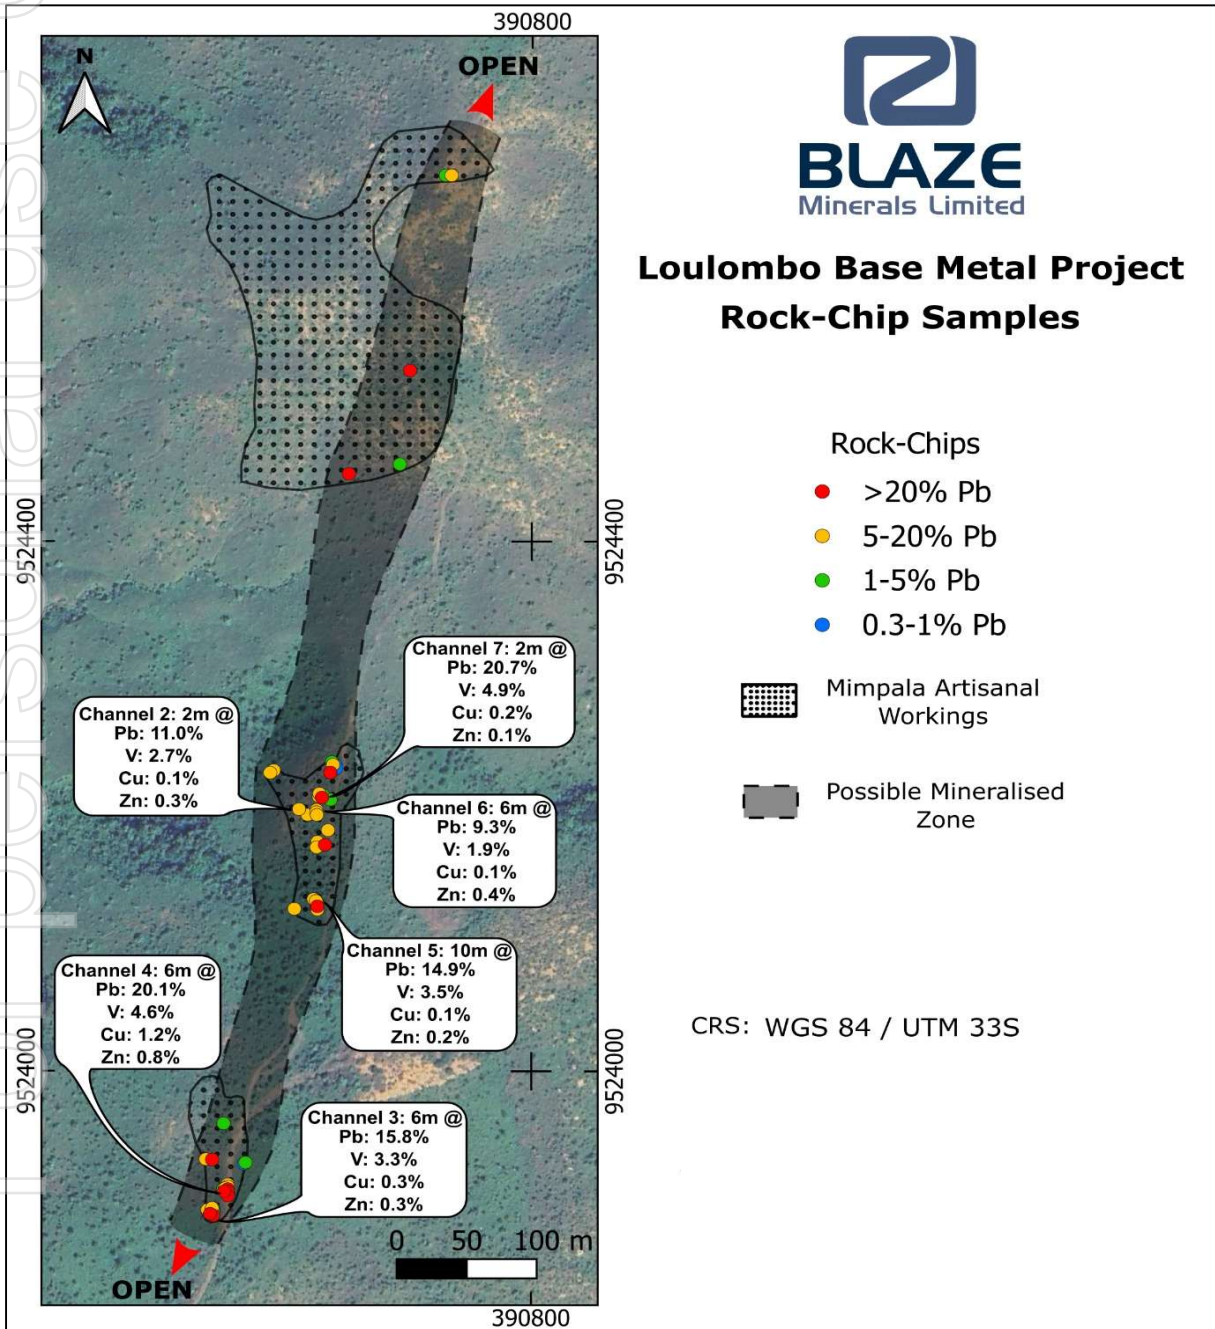 390800
N
OPEN
BLAZE
Minerals Limited
Loulombo Base Metal Project
Rock-Chip Samples
Rock-Chips
>20% Pb
5-20% Pb
1-5% Pb
0.3-1% Pb
Mimpala Artisanal
Workings
Possible Mineralised
Zone
CRS: WGS 84 / UTM 33S
9524400
9524400
Channel 7: 2m @
Pb: 20.7%
V: 4.9%
Cu: 0.2%
Zn: 0.1%
Channel 2: 2m @
Pb: 11.0%
V: 2.7%
Cu: 0.1%
Zn: 0.3%
Channel 6: 6m @
Pb: 9.3%
V: 1.9%
Cu: 0.1%
Zn: 0.4%
Channel 5: 10m @
Pb: 14.9%
V: 3.5%
Cu: 0.1%
Zn: 0.2%
Channel 4: 6m @
Pb: 20.1%
V: 4.6%
Cu: 1.2%
Zn: 0.8%
9524000
9524000
Channel 3: 6m @
Pb: 15.8%
V: 3.3%
Cu: 0.3%
Zn: 0.3%
0 50 100 m
OPEN
390800